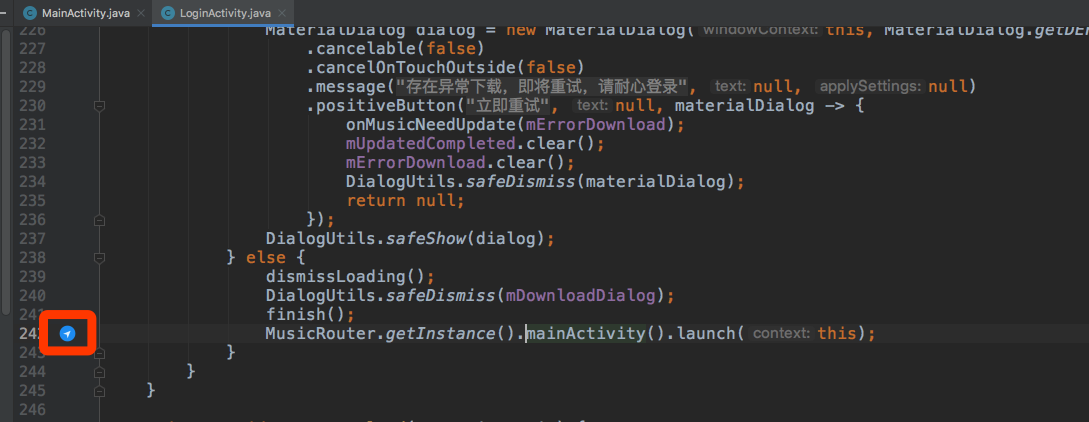 MainActivity.java LoginActivity.java
226 MaterialDialog dialog = new MaterialDialog( windowContext: this, MaterialDialog.getDEF
227 .cancelable(false)
228 .cancelOnTouchOutside(false)
229 .message("存在异常下载，即将重试，请耐心登录", text: null, applySettings: null)
230 .positiveButton("立即重试", text: null, materialDialog -> {
231 onMusicNeedUpdate(mErrorDownload);
232 mUpdatedCompleted.clear();
233 mErrorDownload.clear();
234 DialogUtils.safeDismiss(materialDialog);
235 return null;
236 });
237 DialogUtils.safeShow(dialog);
238 } else {
239 dismissLoading();
240 DialogUtils.safeDismiss(mDownloadDialog);
241 finish();
242 MusicRouter.getInstance().mainActivity().launch( context: this);
243 }
244 }
245 }
246